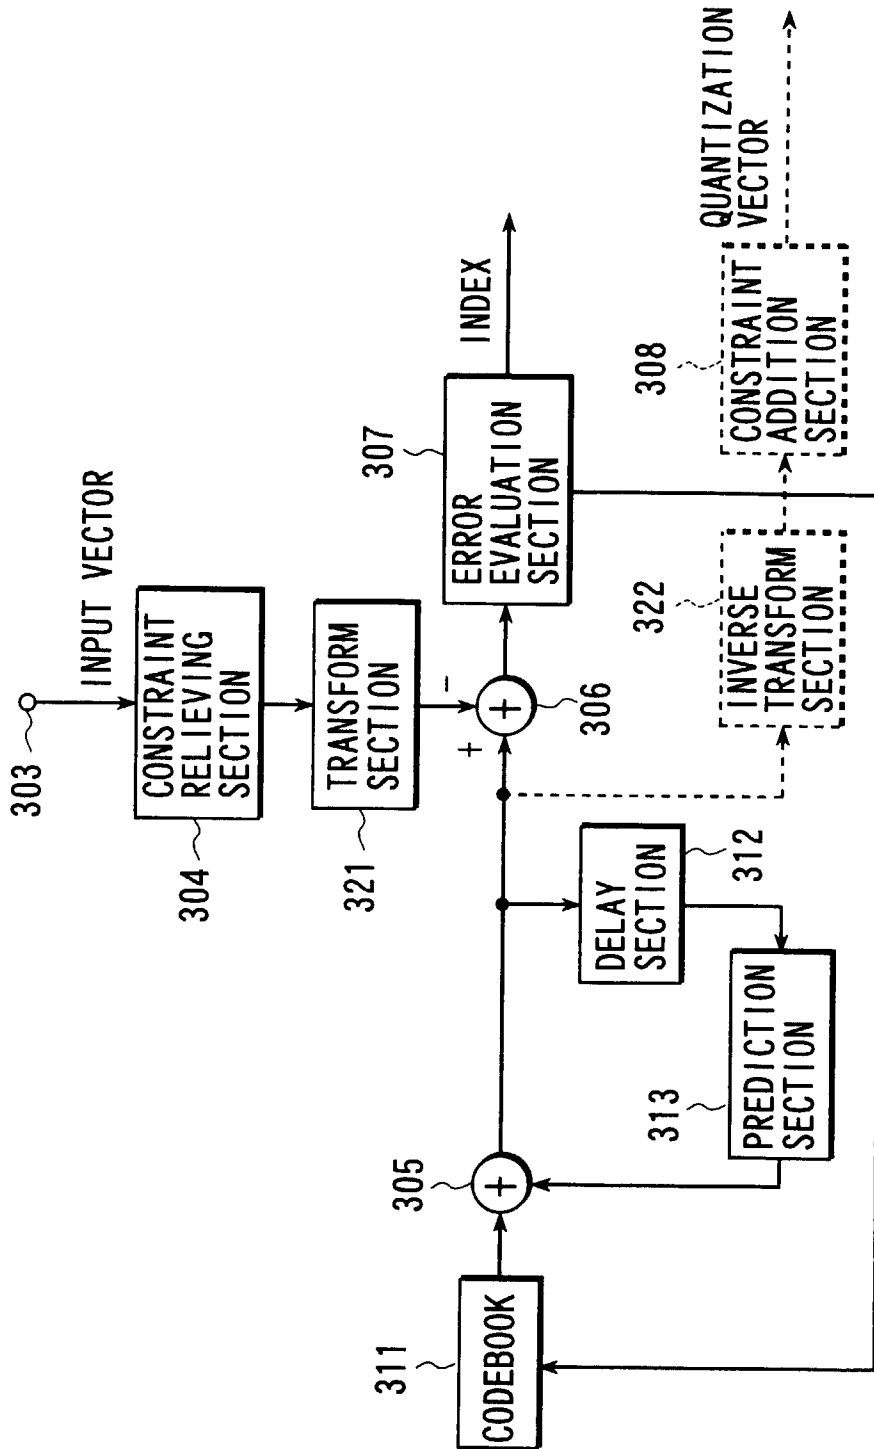 303
INPUT VECTOR
304
CONSTRAINT
RELIEVING
SECTION
321
TRANSFORM
SECTION
-
+
306
307
ERROR
EVALUATION
SECTION
INDEX
311
CODEBOOK
305
+
+
312
DELAY
SECTION
313
PREDICTION
SECTION
322
INVERSE
TRANSFORM
SECTION
308
CONSTRAINT
ADDITION
SECTION
QUANTIZATION
VECTOR